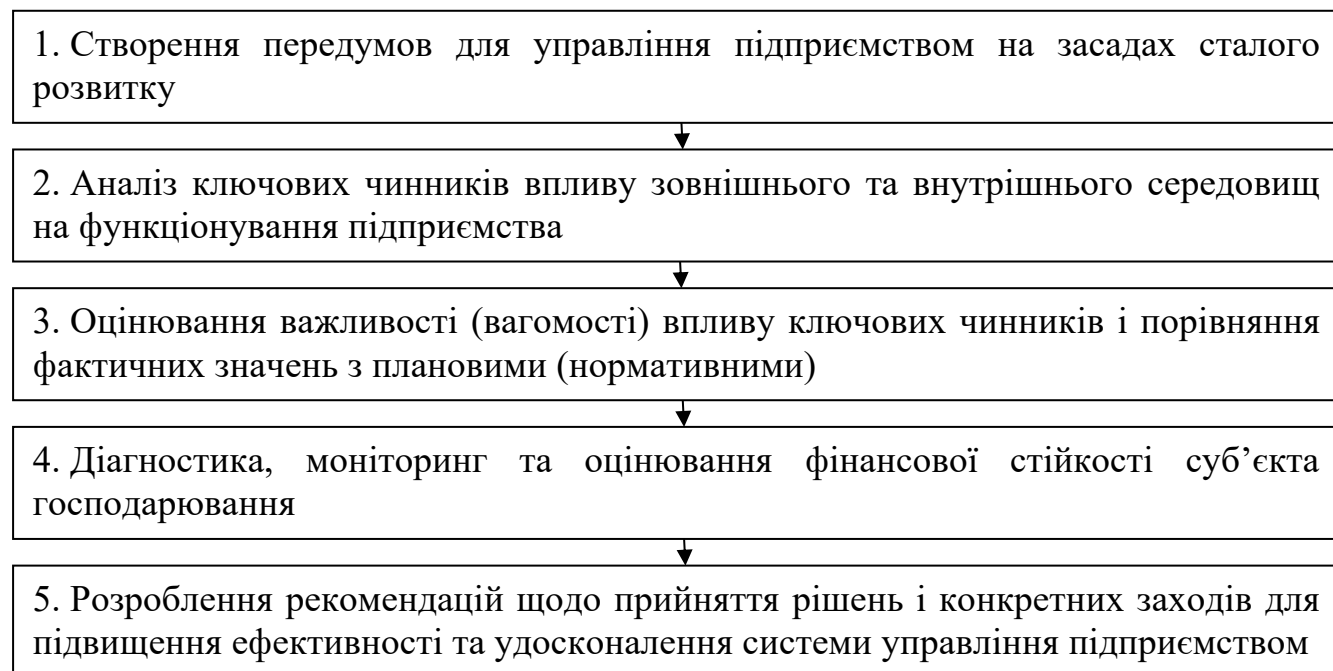 1. Створення передумов для управління підприємством на засадах сталого
розвитку
2. Аналіз ключових чинників впливу зовнішнього та внутрішнього середовищ
на функціонування підприємства
3. Оцінювання важливості (вагомості) впливу ключових чинників і порівняння
фактичних значень з плановими (нормативними)
4. Діагностика, моніторинг та оцінювання фінансової стійкості суб’єкта
господарювання
5. Розроблення рекомендацій щодо прийняття рішень і конкретних заходів для
підвищення ефективності та удосконалення системи управління підприємством